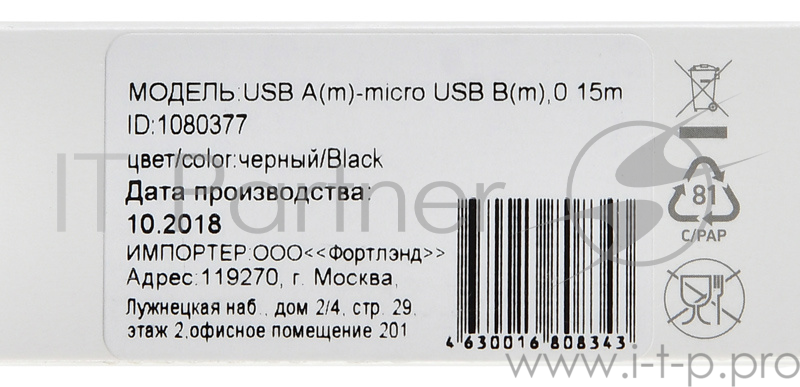 МОДЕЛЬ:USB A(m)-micro USB B(m),0 15m
ID:1080377
цвет/color:черный/Black
Дата производства:
10.2018
ИМПОРТЕР:ООО<<Фортлэнд>>
Адрес:119270, г. Москва,
Лужнецкая наб., дом 2/4, стр. 29,
этаж 2,офисное помещение 201
4630016808343
81
C/PAP
IT Partner
www.i-t-p.pro